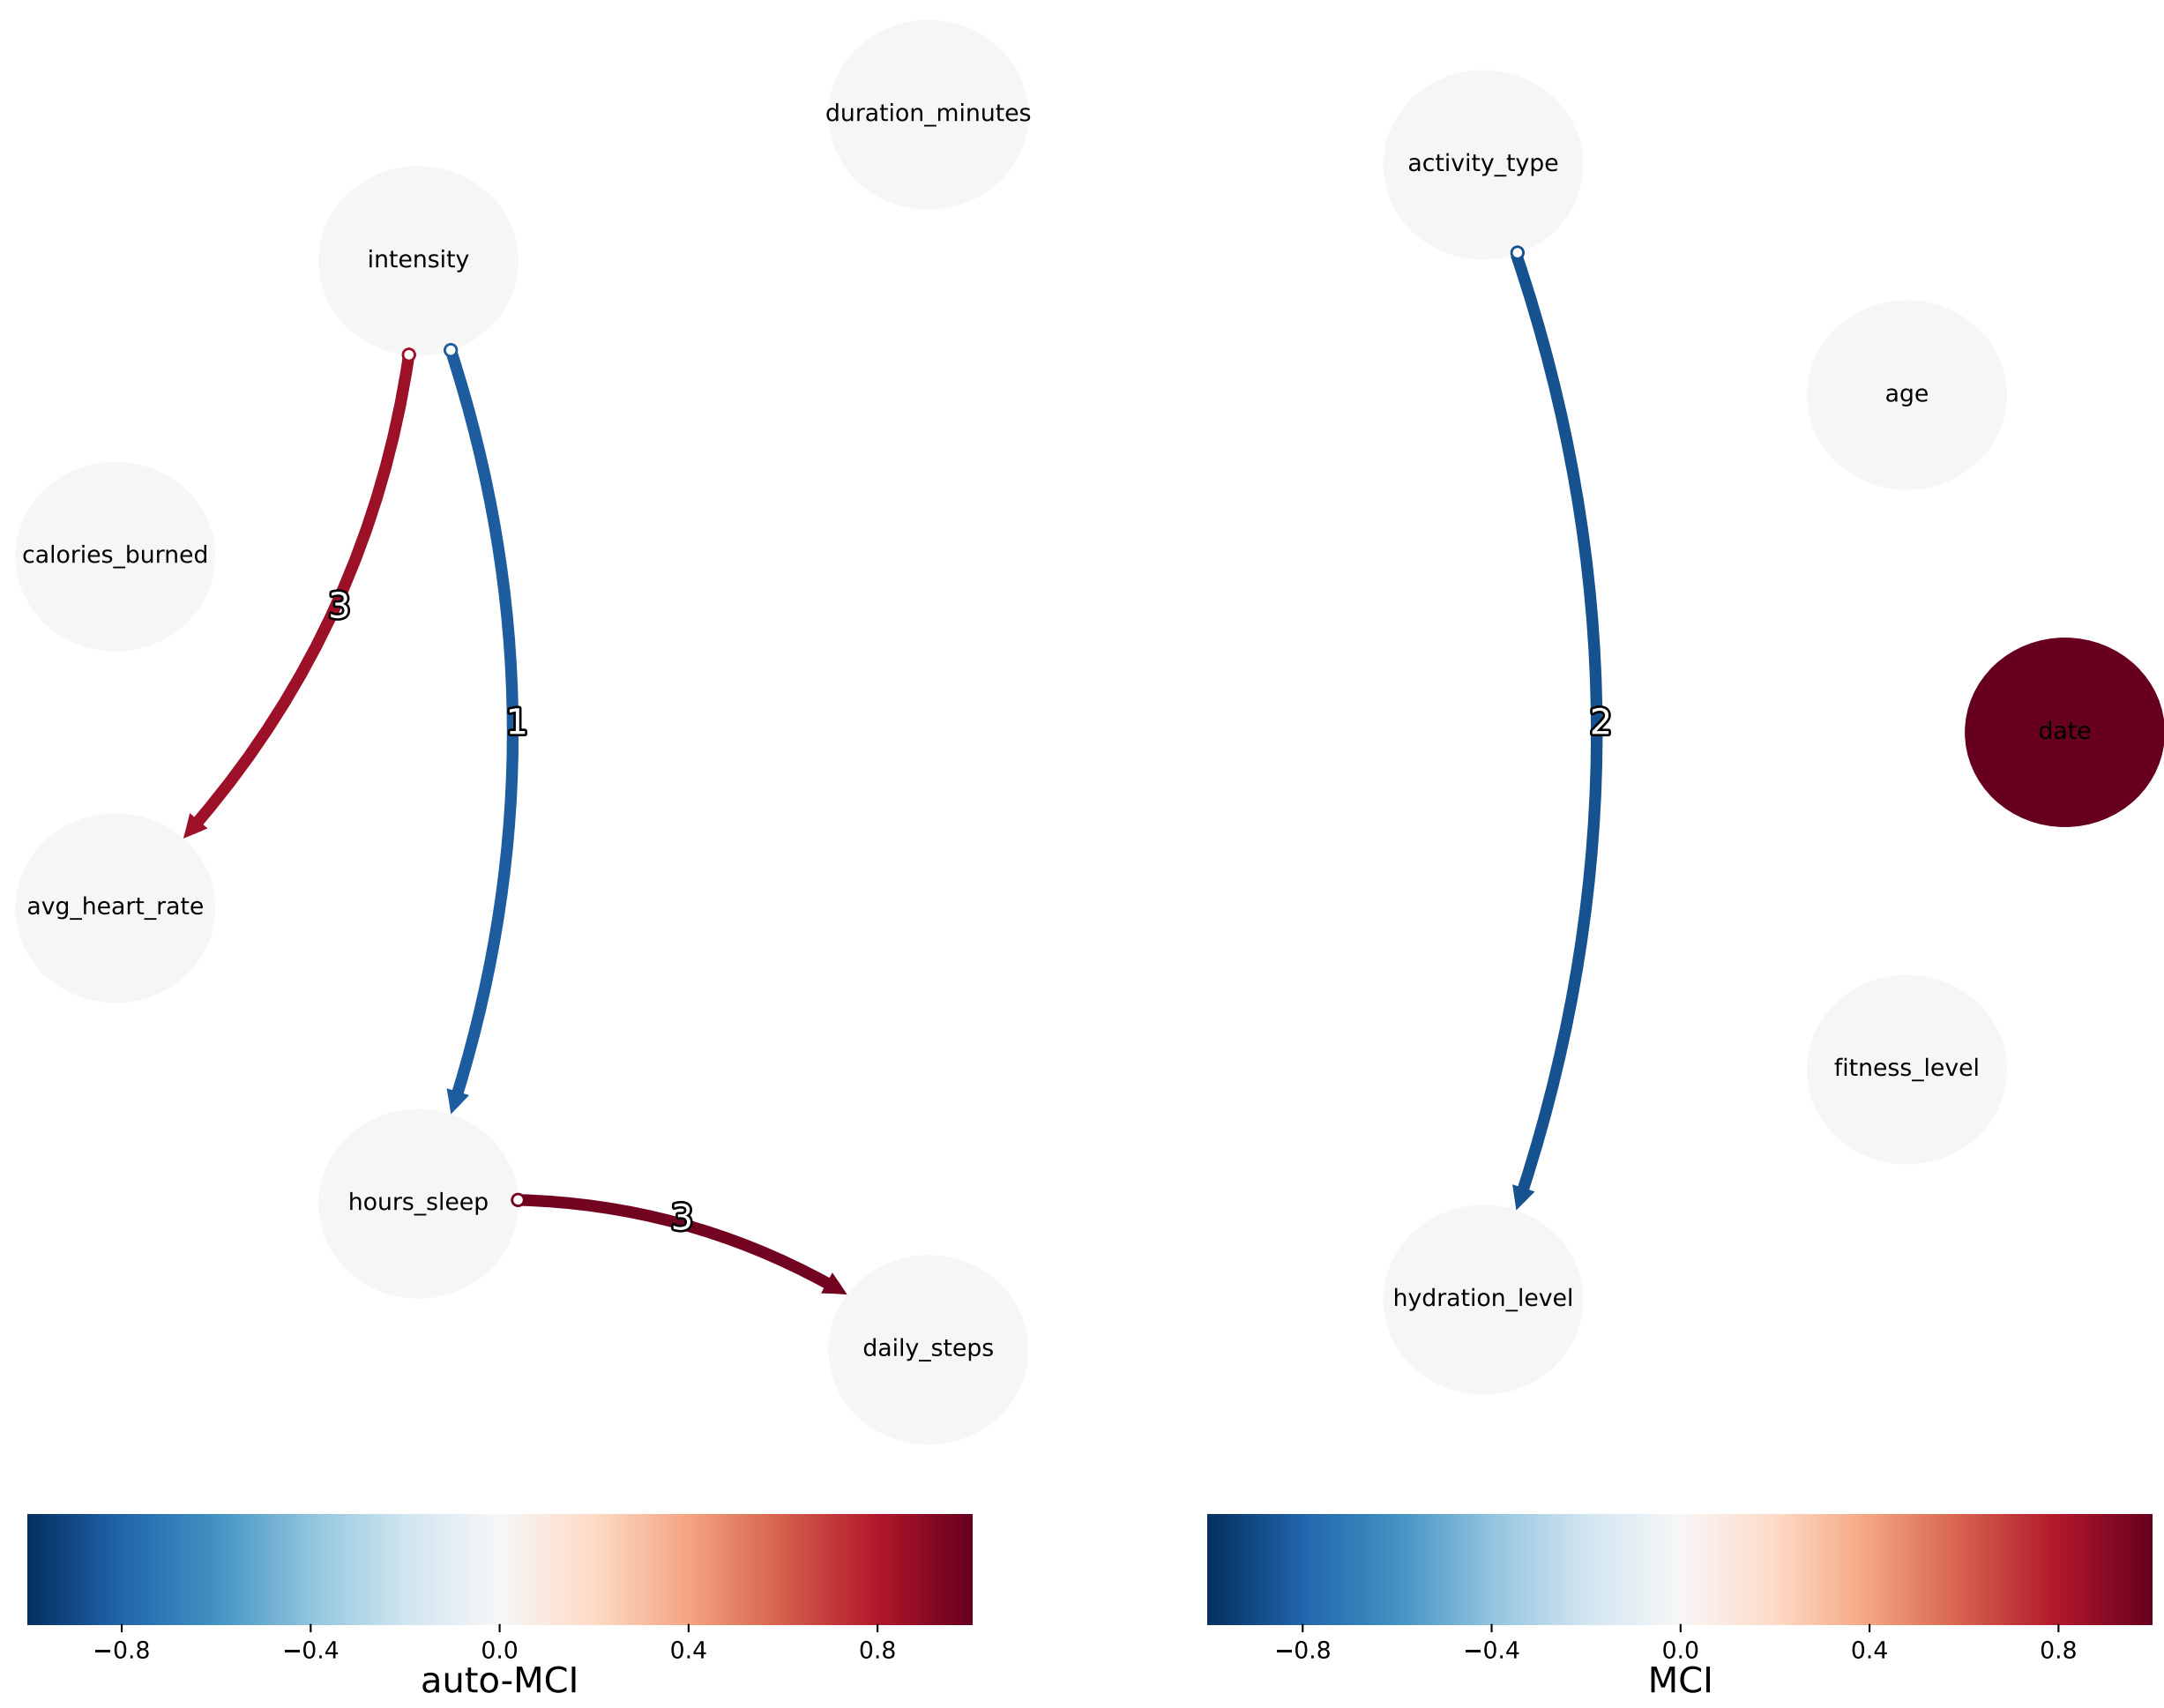 duration_minutes
activity_type
intensity
age
calories_burned
3
1
2
date
avg_heart_rate
fitness_level
hours_sleep
3
hydration_level
daily_steps
−0.8 −0.4 0.0 0.4 0.8
auto-MCI
−0.8 −0.4 0.0 0.4 0.8
MCI